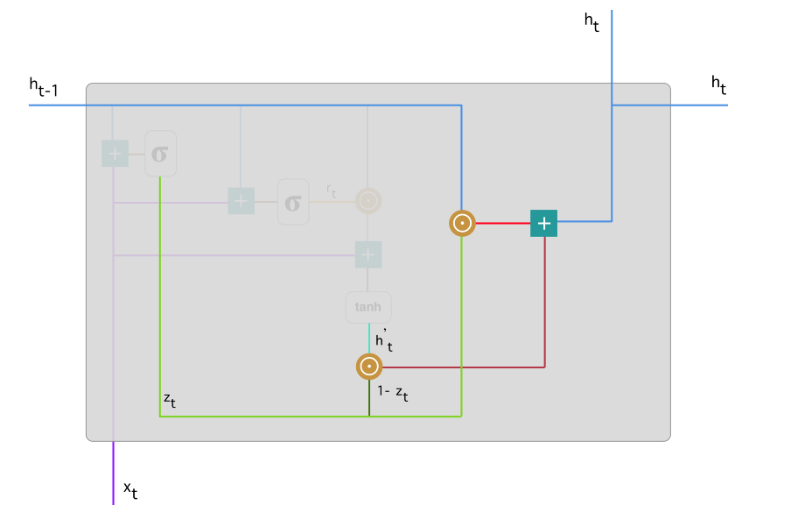 h_t
h_t-1
h_t
+
σ
+
σ
r_t
+
+
tanh
h'_t
1- z_t
z_t
x_t